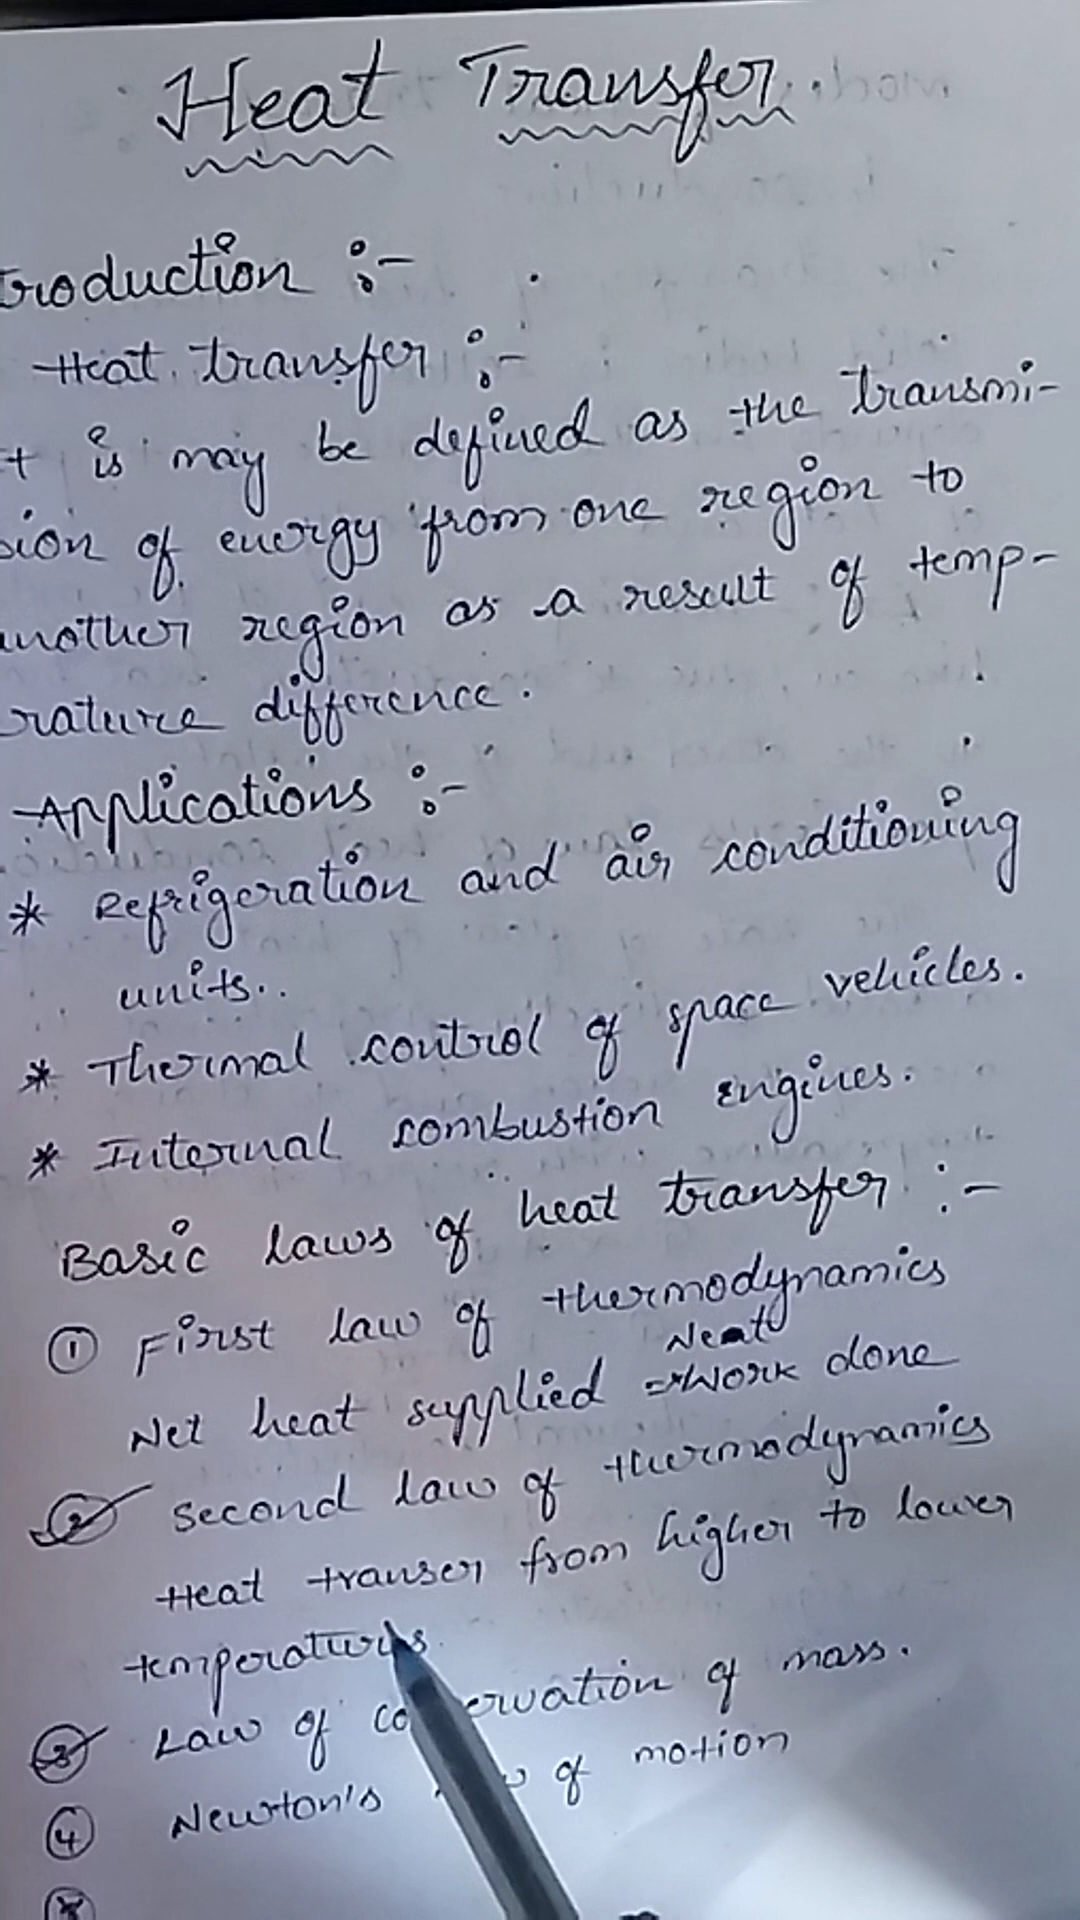 Heat Transfer
troduction :-
Heat transfer :-
t is may be defined as the transmi-
sion of energy from one region to
another region as a result of temp-
rature difference.
Applications :-
* Refrigeration and air conditioning
units..
* Thermal control of space vehicles.
* Internal combustion engines.
Basic laws of heat transfer :-
① First law of thermodynamics
Net heat supplied = Neat Work done
② Second law of thermodynamics
Heat transer from higher to lower
temperatures.
③ Law of co ervation of mass.
④ Newton's of motion